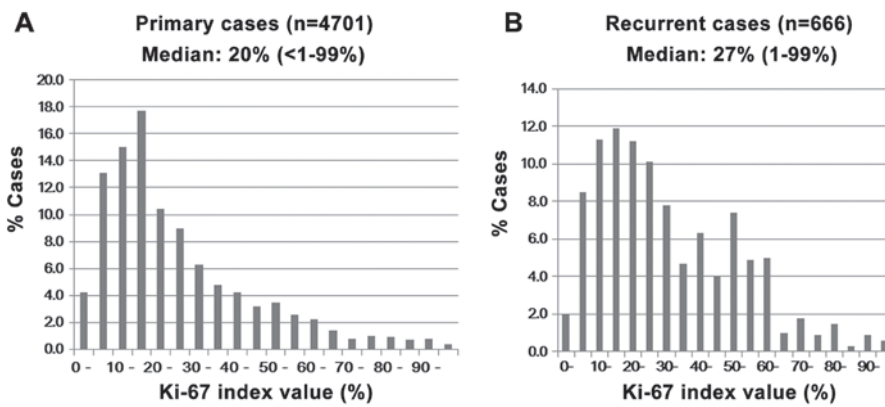 A Primary cases (n=4701)
Median: 20% (<1-99%)
20.0
18.0
16.0
14.0
12.0
10.0
8.0
6.0
4.0
2.0
0.0
% Cases
0 - 10 - 20 - 30 - 40 - 50 - 60 - 70 - 80 - 90 -
Ki-67 index value (%)
B Recurrent cases (n=666)
Median: 27% (1-99%)
14.0
12.0
10.0
8.0
6.0
4.0
2.0
0.0
% Cases
0- 10- 20- 30- 40- 50- 60- 70- 80- 90-
Ki-67 index value (%)